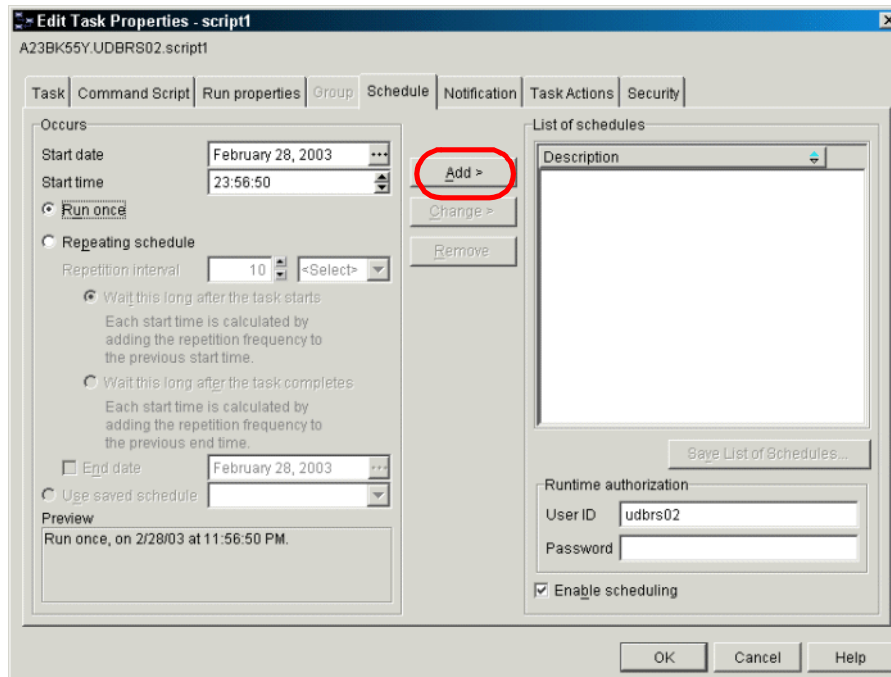 Edit Task Properties - script1
A23BK55Y.UDBRS02.script1
Task Command Script Run properties Group Schedule Notification Task Actions Security
Occurs
Start date February 28, 2003 ...
Start time 23:56:50
Run once
Repeating schedule
Repetition interval 10 <Select>
Wait this long after the task starts
Each start time is calculated by
adding the repetition frequency to
the previous start time.
Wait this long after the task completes
Each start time is calculated by
adding the repetition frequency to
the previous end time.
End date February 28, 2003 ...
Use saved schedule
Preview
Run once, on 2/28/03 at 11:56:50 PM.
Add >
Change >
Remove
List of schedules
Description
Save List of Schedules...
Runtime authorization
User ID udbrs02
Password
Enable scheduling
OK Cancel Help